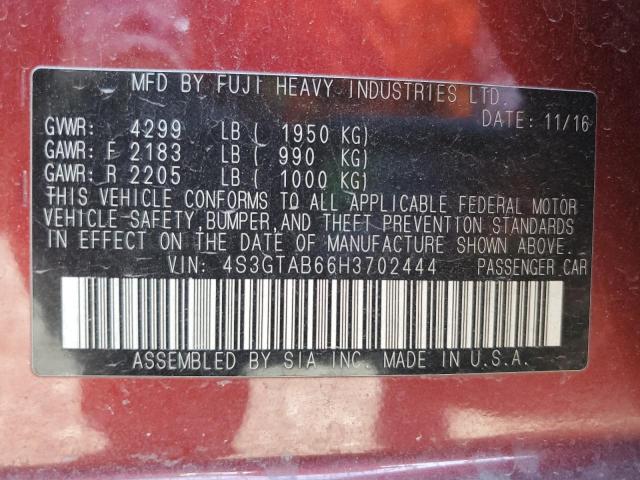 MFD BY FUJI HEAVY INDUSTRIES LTD.
DATE: 11/16
GVWR: 4299 LB ( 1950 KG)
GAWR: F 2183 LB ( 990 KG)
GAWR: R 2205 LB ( 1000 KG)
THIS VEHICLE CONFORMS TO ALL APPLICABLE FEDERAL MOTOR
VEHICLE-SAFETY,BUMPER,AND THEFT PREVENTION STANDARDS
IN EFFECT ON THE DATE OF MANUFACTURE SHOWN ABOVE.
VIN: 4S3GTAB66H3702444 PASSENGER CAR
ASSEMBLED BY SIA INC. MADE IN U.S.A.